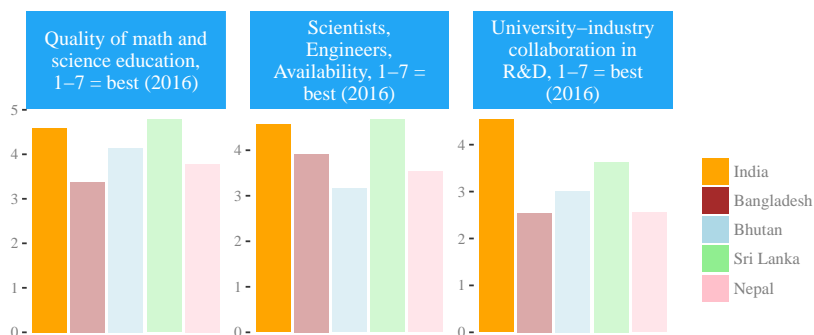 Quality of math and
science education,
1−7 = best (2016)
Scientists,
Engineers,
Availability, 1−7 =
best (2016)
University−industry
collaboration in
R&D, 1−7 = best
(2016)
5
4
3
2
1
0
4
3
2
1
0
4
3
2
1
0
India
Bangladesh
Bhutan
Sri Lanka
Nepal